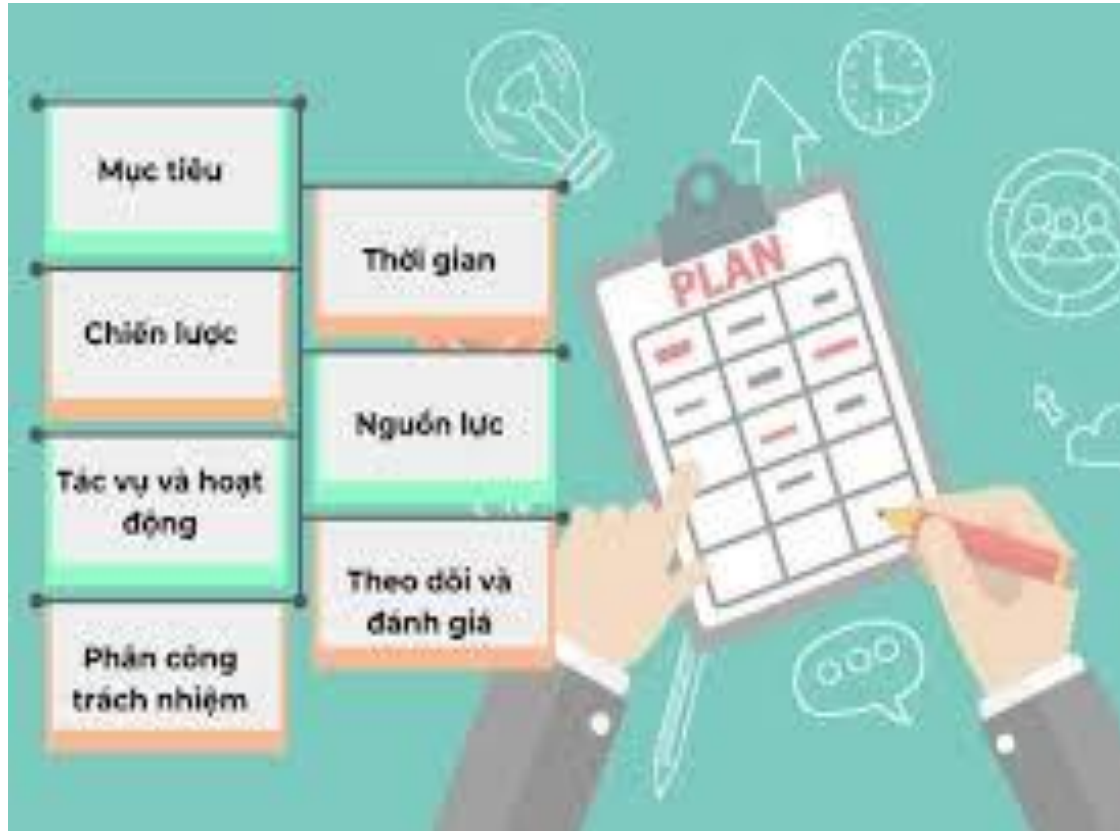 Mục tiêu
Thời gian
Chiến lược
Nguồn lực
Tác vụ và hoạt
động
Theo dõi và
đánh giá
Phân công
trách nhiệm
PLAN